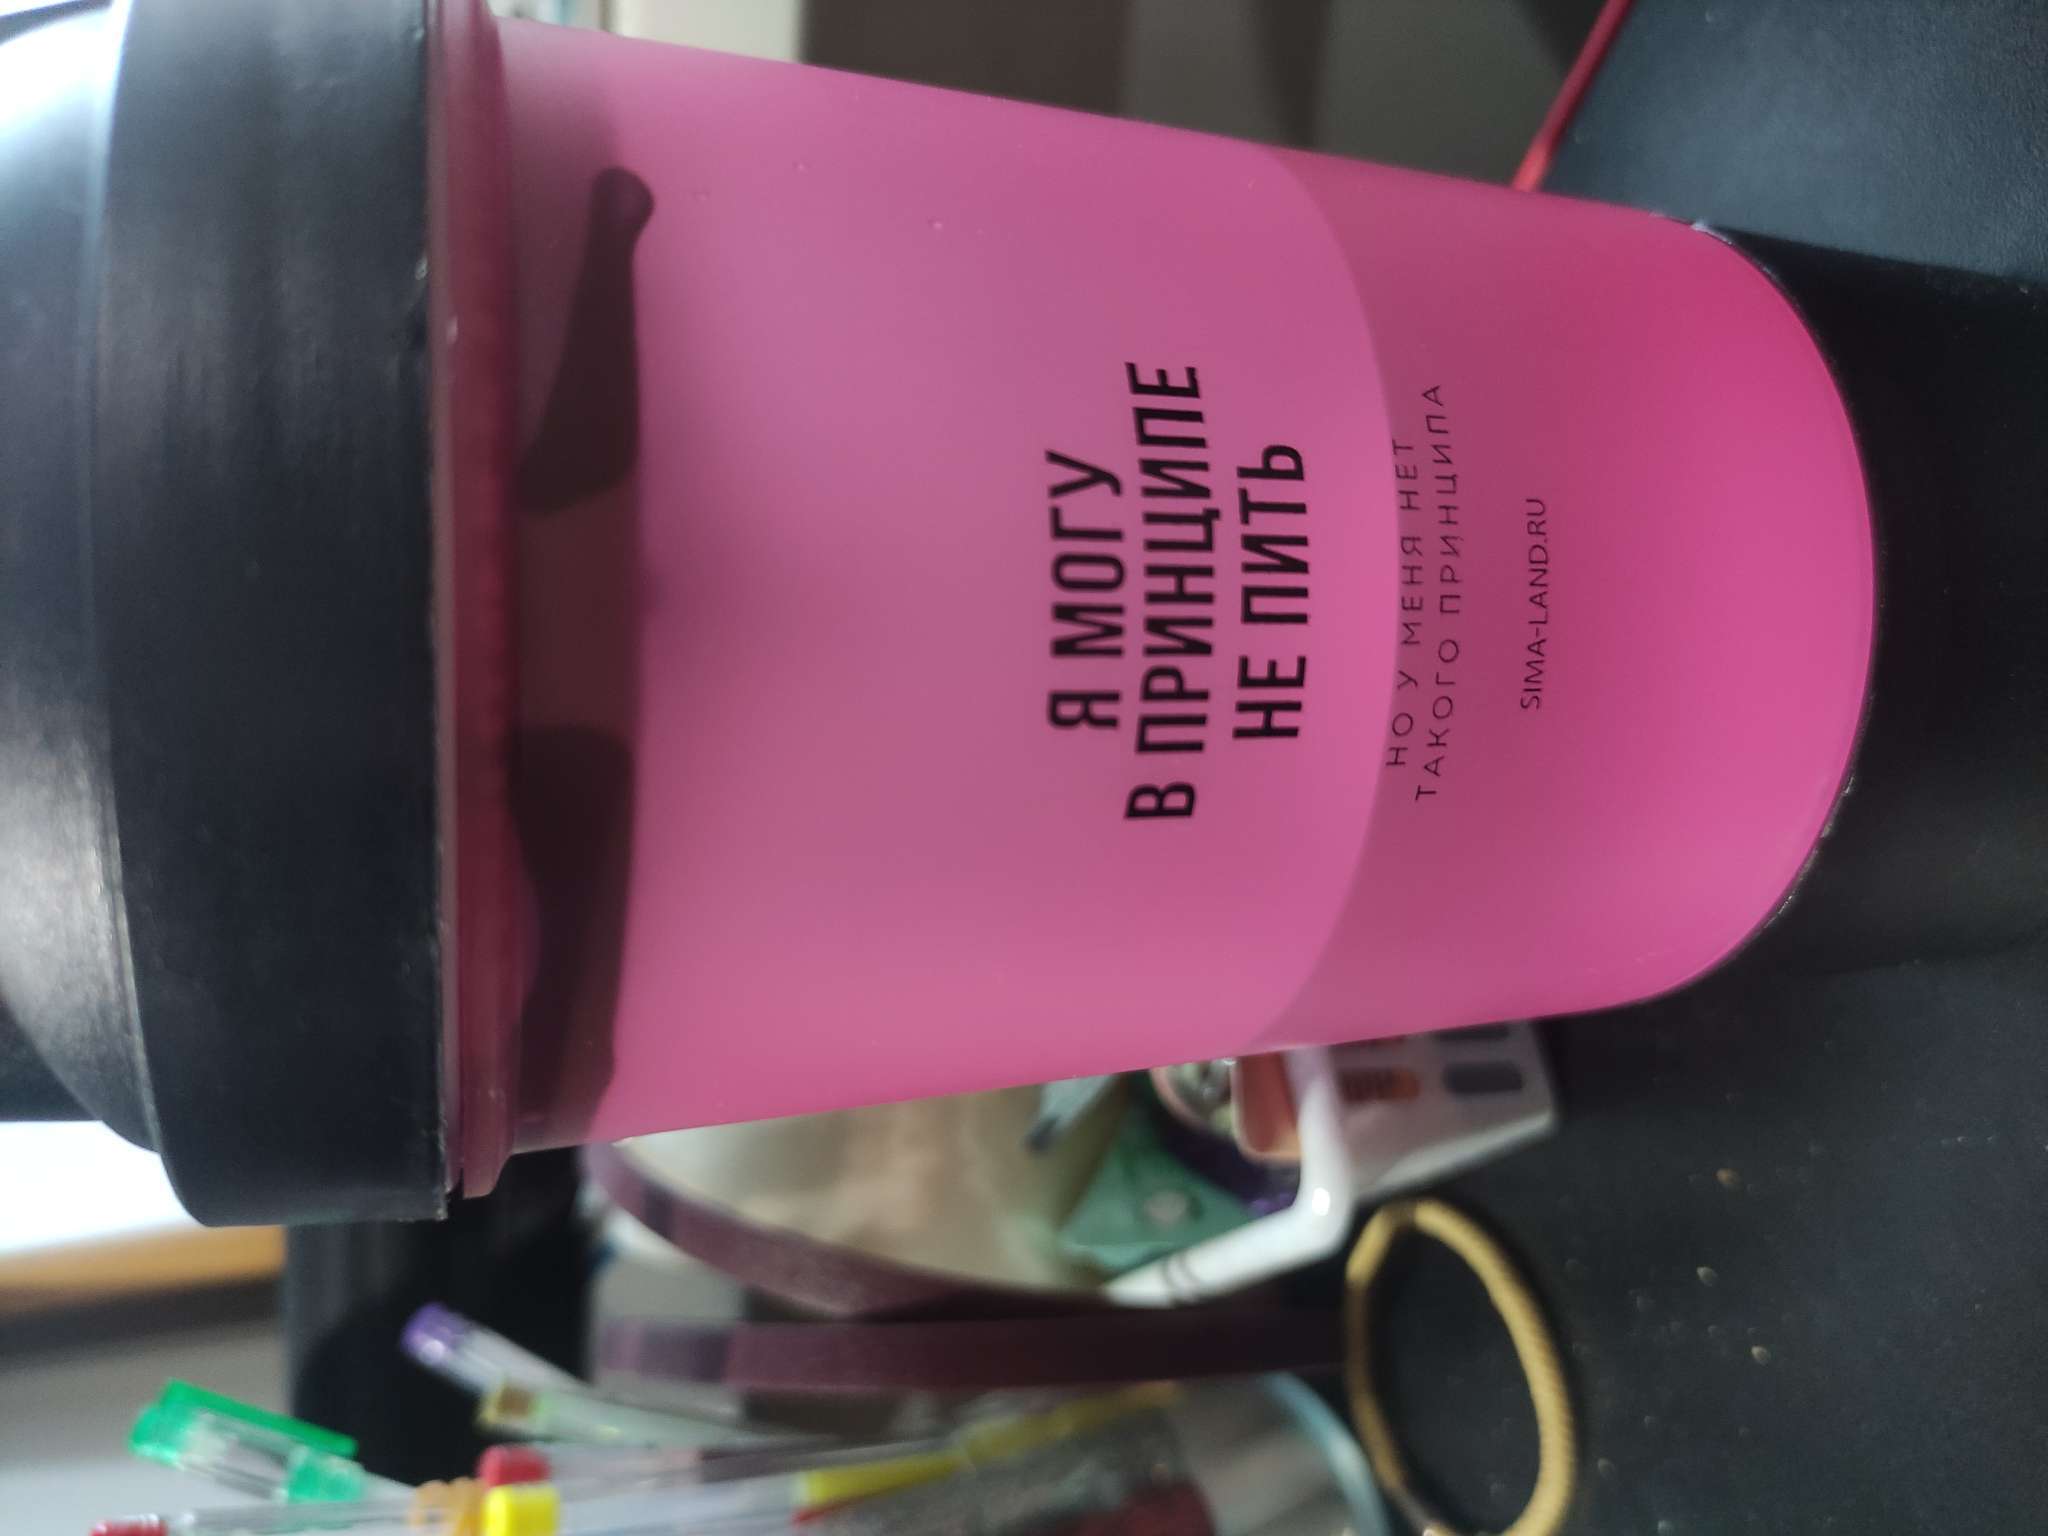 Я МОГУ
В ПРИНЦИПЕ
НЕ ПИТЬ
НО У МЕНЯ НЕТ
ТАКОГО ПРИНЦИПА
SIMA-LAND.RU